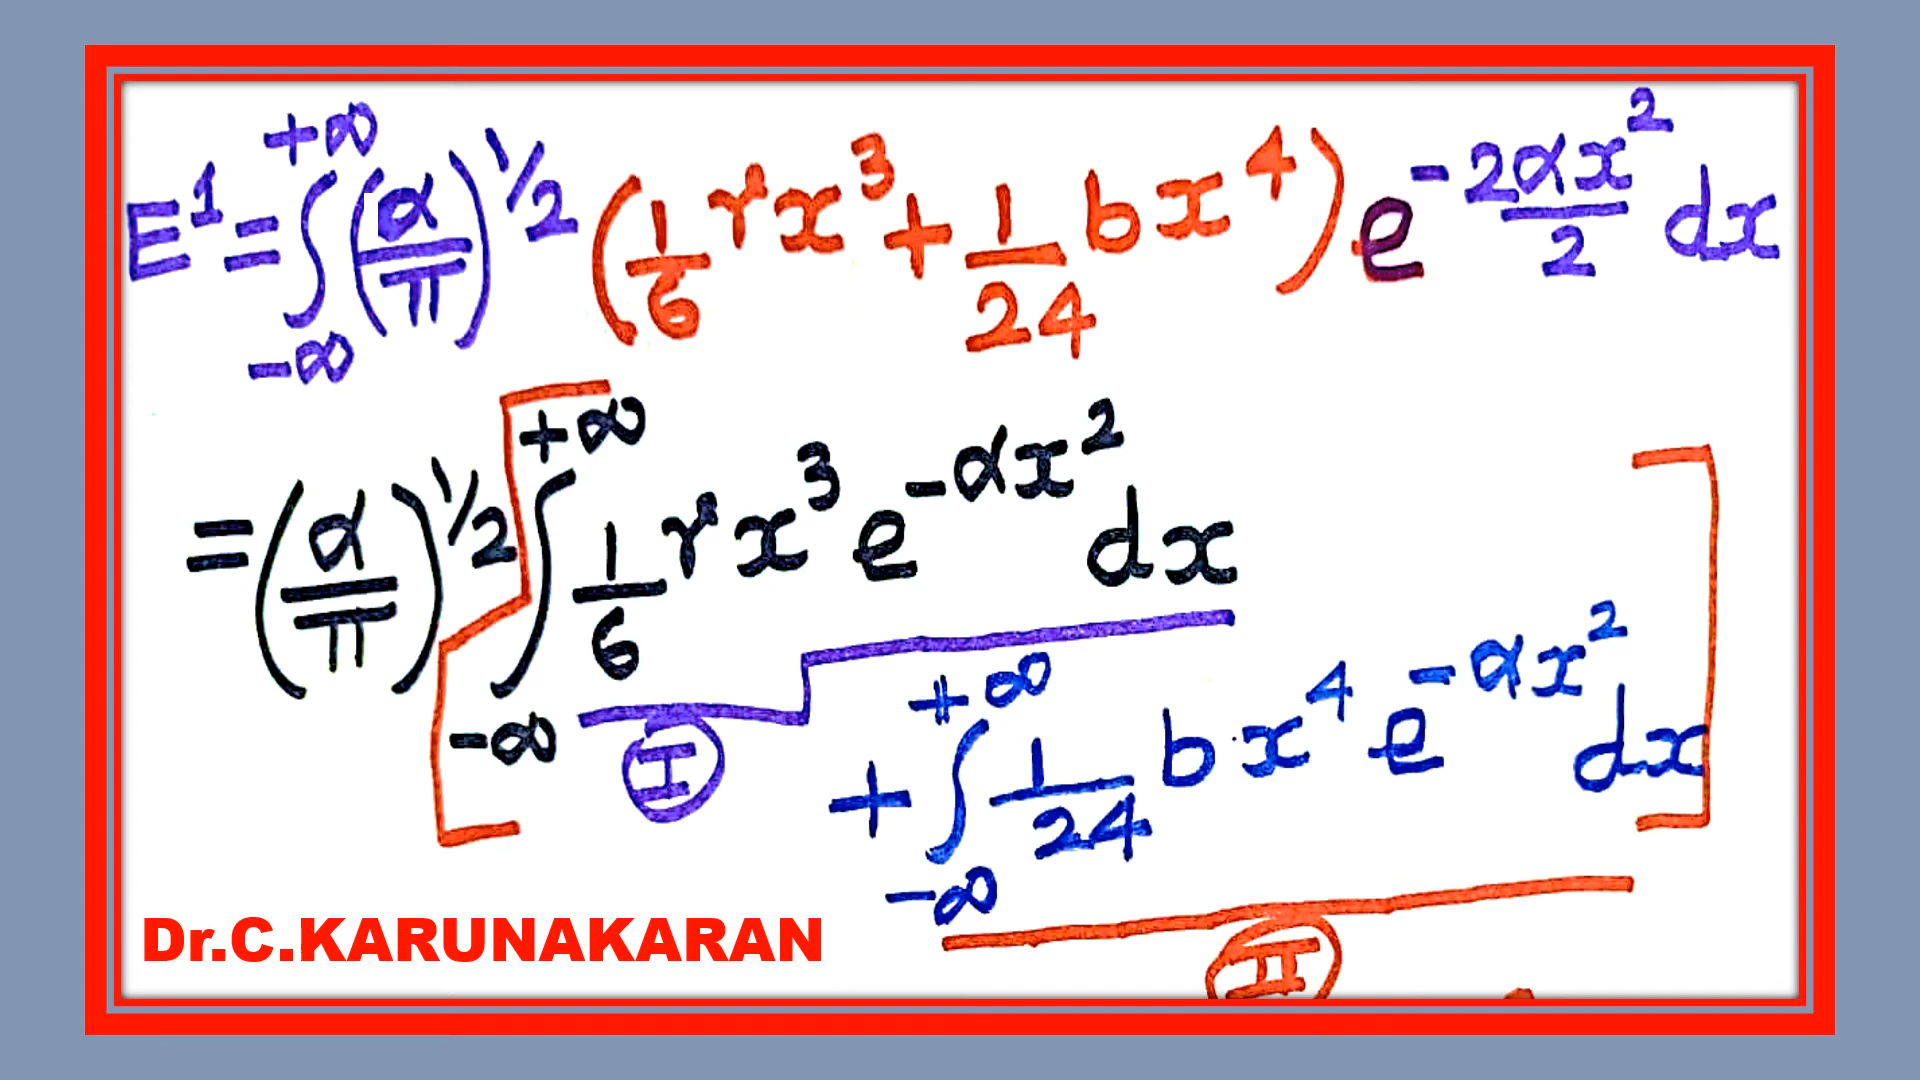 E¹ = ∫₋∞⁺∞ (α/π)^1/2 (1/6 γx³ + 1/24 bx⁴) e^-2αx²/2 dx
= (α/π)^1/2 [ ∫₋∞⁺∞ 1/6 γx³ e^-αx² dx
I
+ ∫₋∞⁺∞ 1/24 bx⁴ e^-αx² dx ]
II
Dr.C.KARUNAKARAN